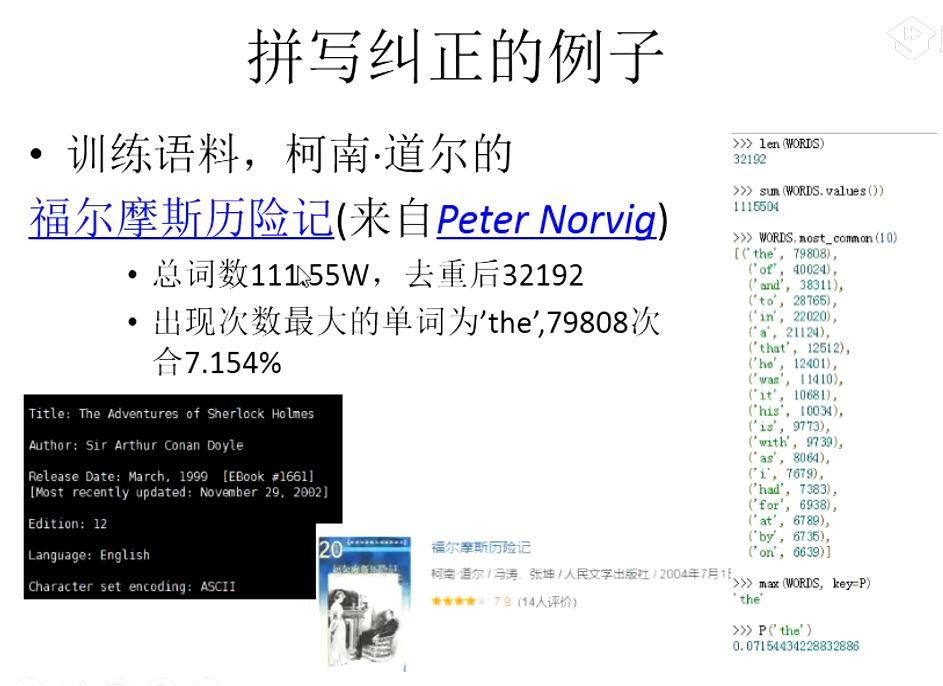 拼写纠正的例子
• 训练语料，柯南·道尔的
福尔摩斯历险记(来自Peter Norvig)
• 总词数111.55W，去重后32192
• 出现次数最大的单词为’the’,79808次
合7.154%
Title: The Adventures of Sherlock Holmes
Author: Sir Arthur Conan Doyle
Release Date: March, 1999 [EBook #1661]
[Most recently updated: November 29, 2002]
Edition: 12
Language: English
Character set encoding: ASCII
20
福尔摩斯历险记
福尔摩斯历险记
柯南·道尔 / 冯涛、张坤 / 人民文学出版社 / 2004年7月1日
7.8 (14人评价)
>>> len(WORDS)
32192
>>> sum(WORDS.values())
1115504
>>> WORDS.most_common(10)
[('the', 79808),
('of', 40024),
('and', 38311),
('to', 28765),
('in', 22020),
('a', 21124),
('that', 12512),
('he', 12401),
('was', 11410),
('it', 10681),
('his', 10034),
('is', 9773),
('with', 9739),
('as', 8064),
('i', 7679),
('had', 7383),
('for', 6938),
('at', 6789),
('by', 6735),
('on', 6639)]
>>> max(WORDS, key=P)
'the'
>>> P('the')
0.07154434228832886